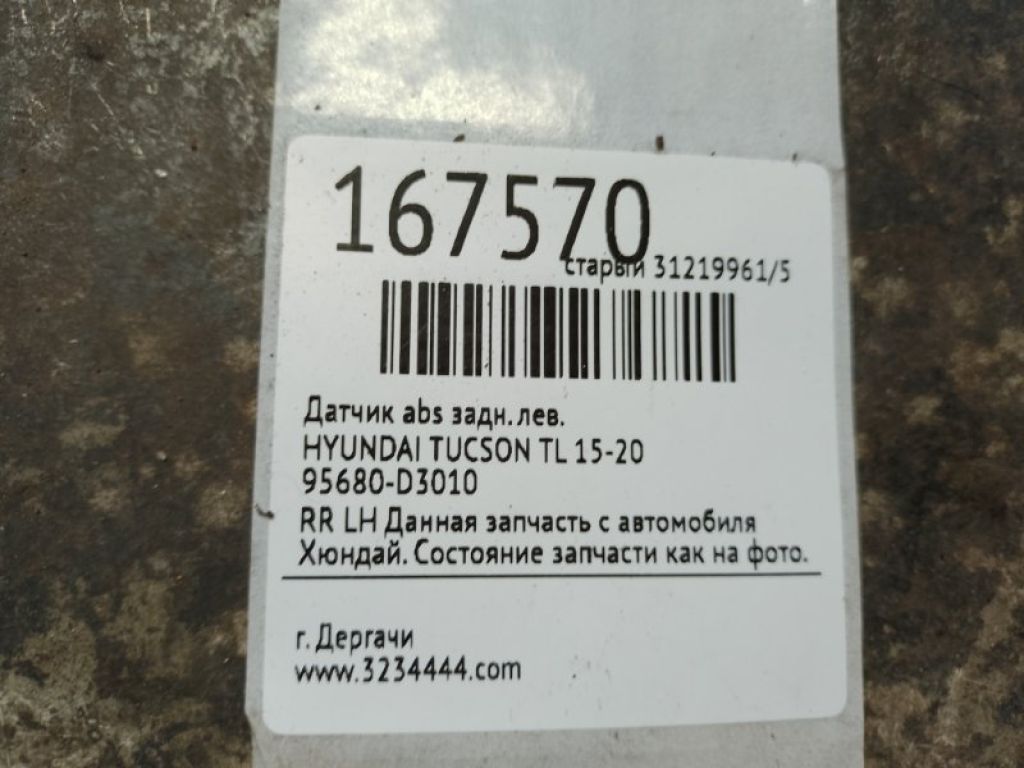 167570
старый 31219961/5
Датчик abs задн.лев.
HYUNDAI TUCSON TL 15-20
95680-D3010
RR LH Данная запчасть с автомобиля
Хюндай. Состояние запчасти как на фото.
г. Дергачи
www.3234444.com